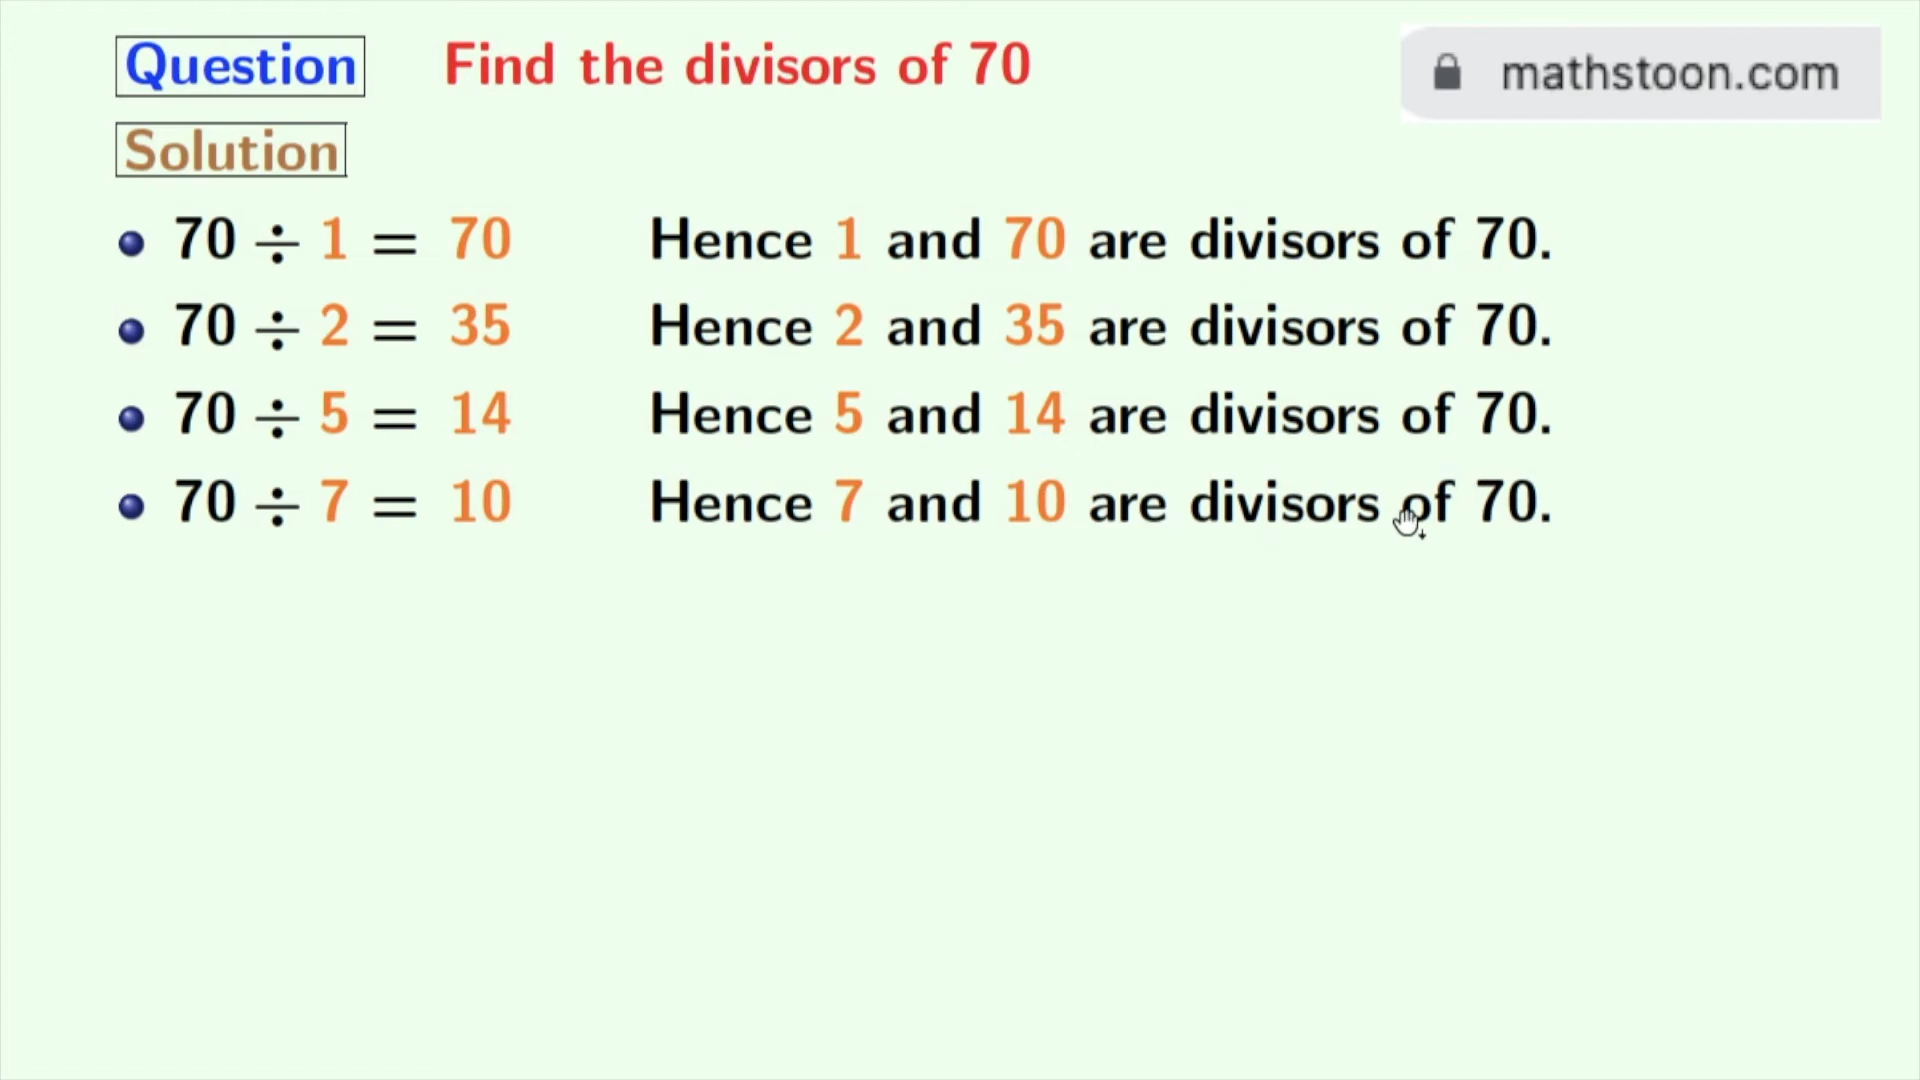 Question Find the divisors of 70
mathstoon.com
Solution
70 ÷ 1 = 70 Hence 1 and 70 are divisors of 70.
70 ÷ 2 = 35 Hence 2 and 35 are divisors of 70.
70 ÷ 5 = 14 Hence 5 and 14 are divisors of 70.
70 ÷ 7 = 10 Hence 7 and 10 are divisors of 70.